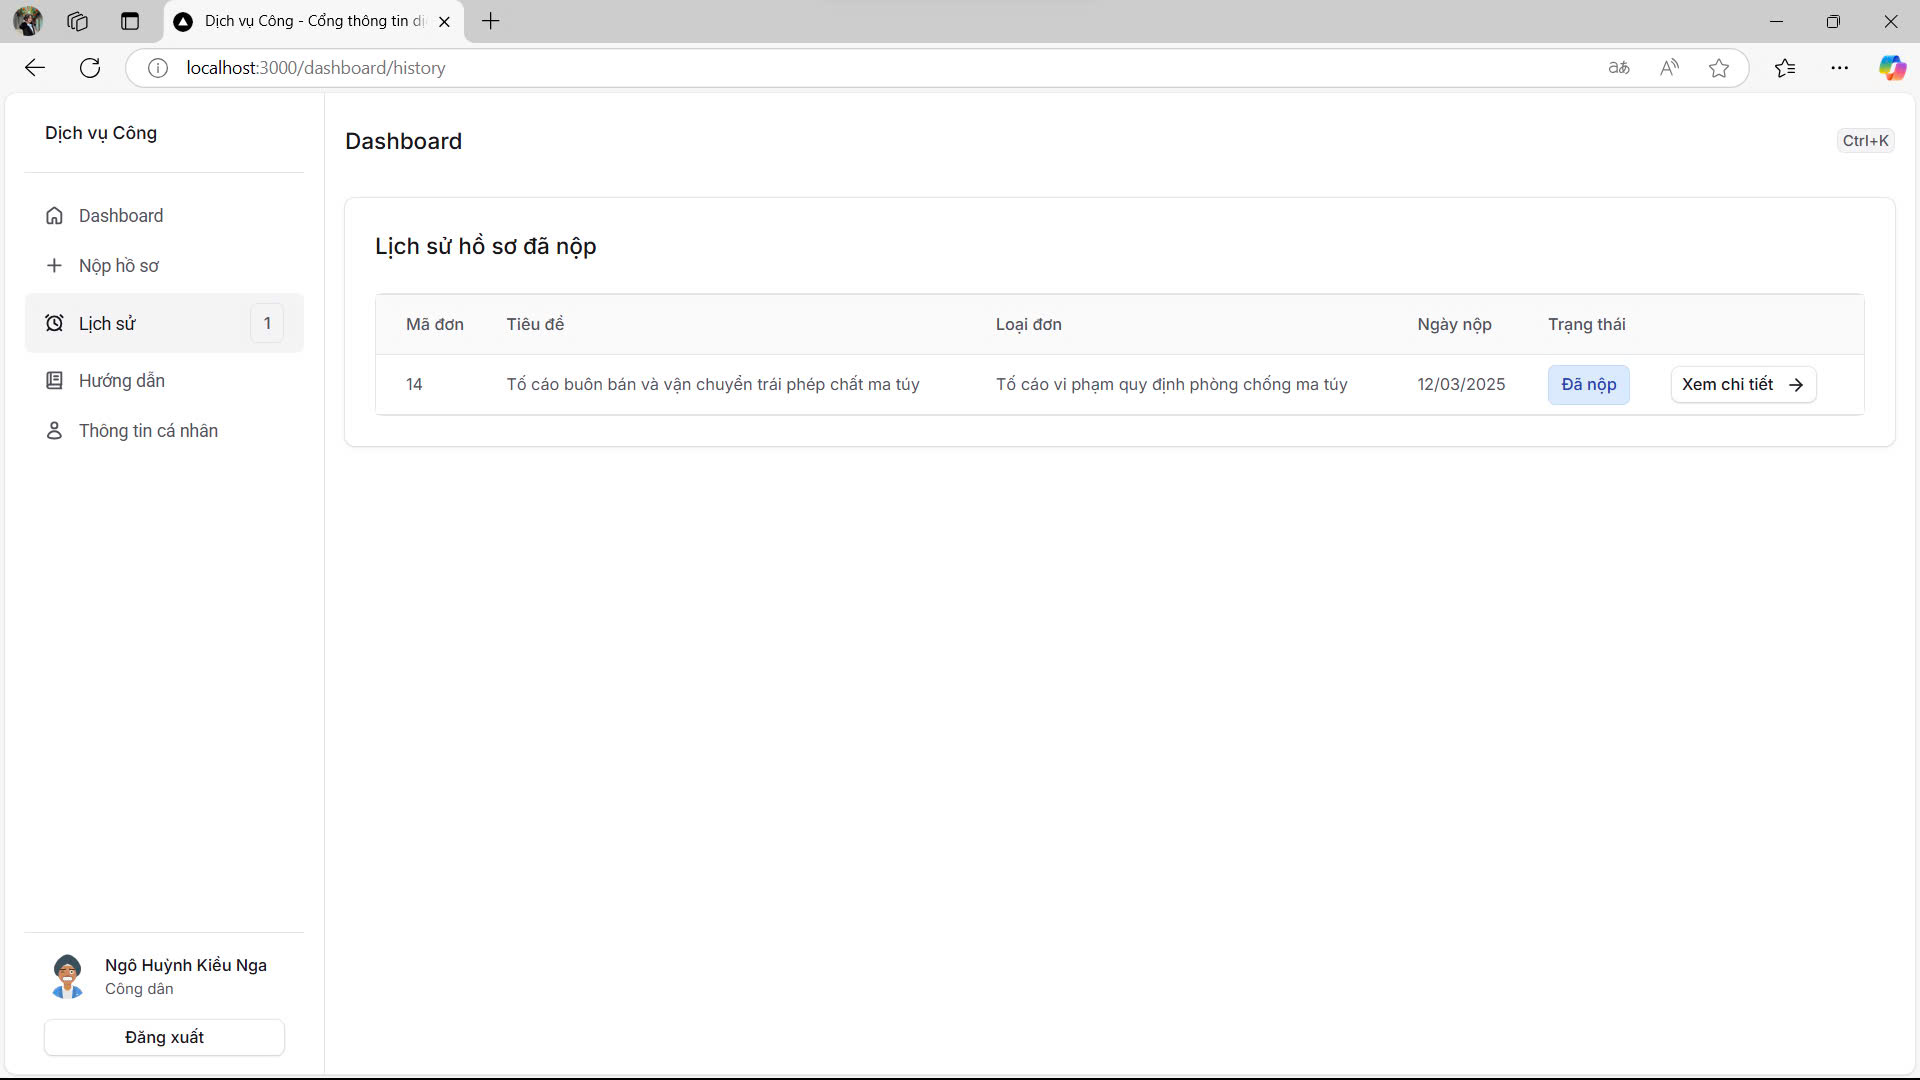 Dịch vụ Công - Cổng thông tin dị
localhost:3000/dashboard/history
Dịch vụ Công
Dashboard
Nộp hồ sơ
Lịch sử 1
Hướng dẫn
Thông tin cá nhân
Ngô Huỳnh Kiều Nga
Công dân
Đăng xuất
Dashboard
Ctrl+K
Lịch sử hồ sơ đã nộp
Mã đơn Tiêu đề Loại đơn Ngày nộp Trạng thái
14 Tố cáo buôn bán và vận chuyển trái phép chất ma túy Tố cáo vi phạm quy định phòng chống ma túy 12/03/2025 Đã nộp Xem chi tiết